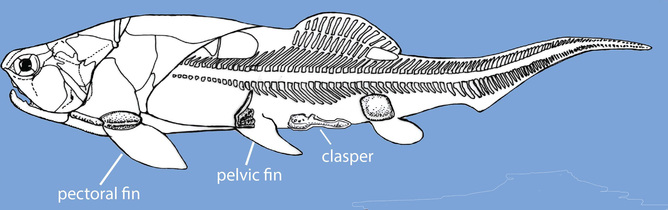 pectoral fin
pelvic fin
clasper